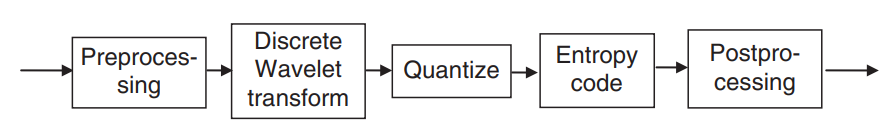 Preproces-
sing
Discrete
Wavelet
transform
Quantize
Entropy
code
Postpro-
cessing